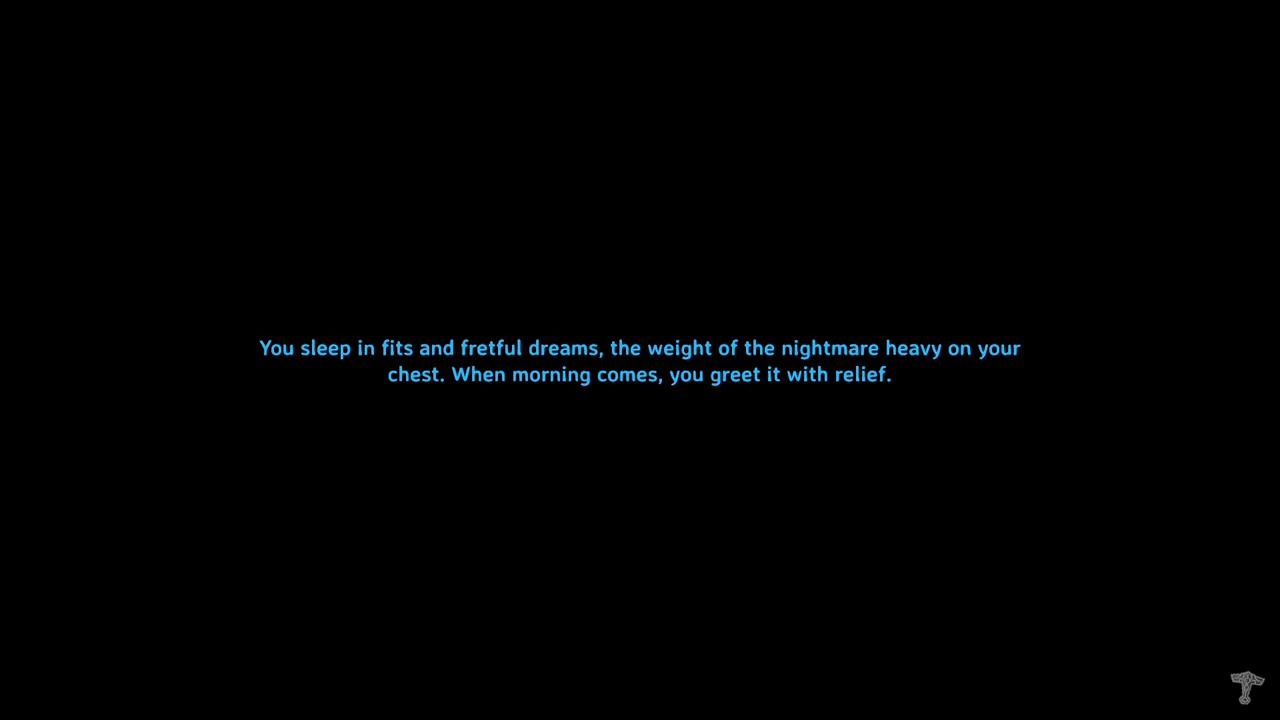 You sleep in fits and fretful dreams, the weight of the nightmare heavy on your
chest. When morning comes, you greet it with relief.